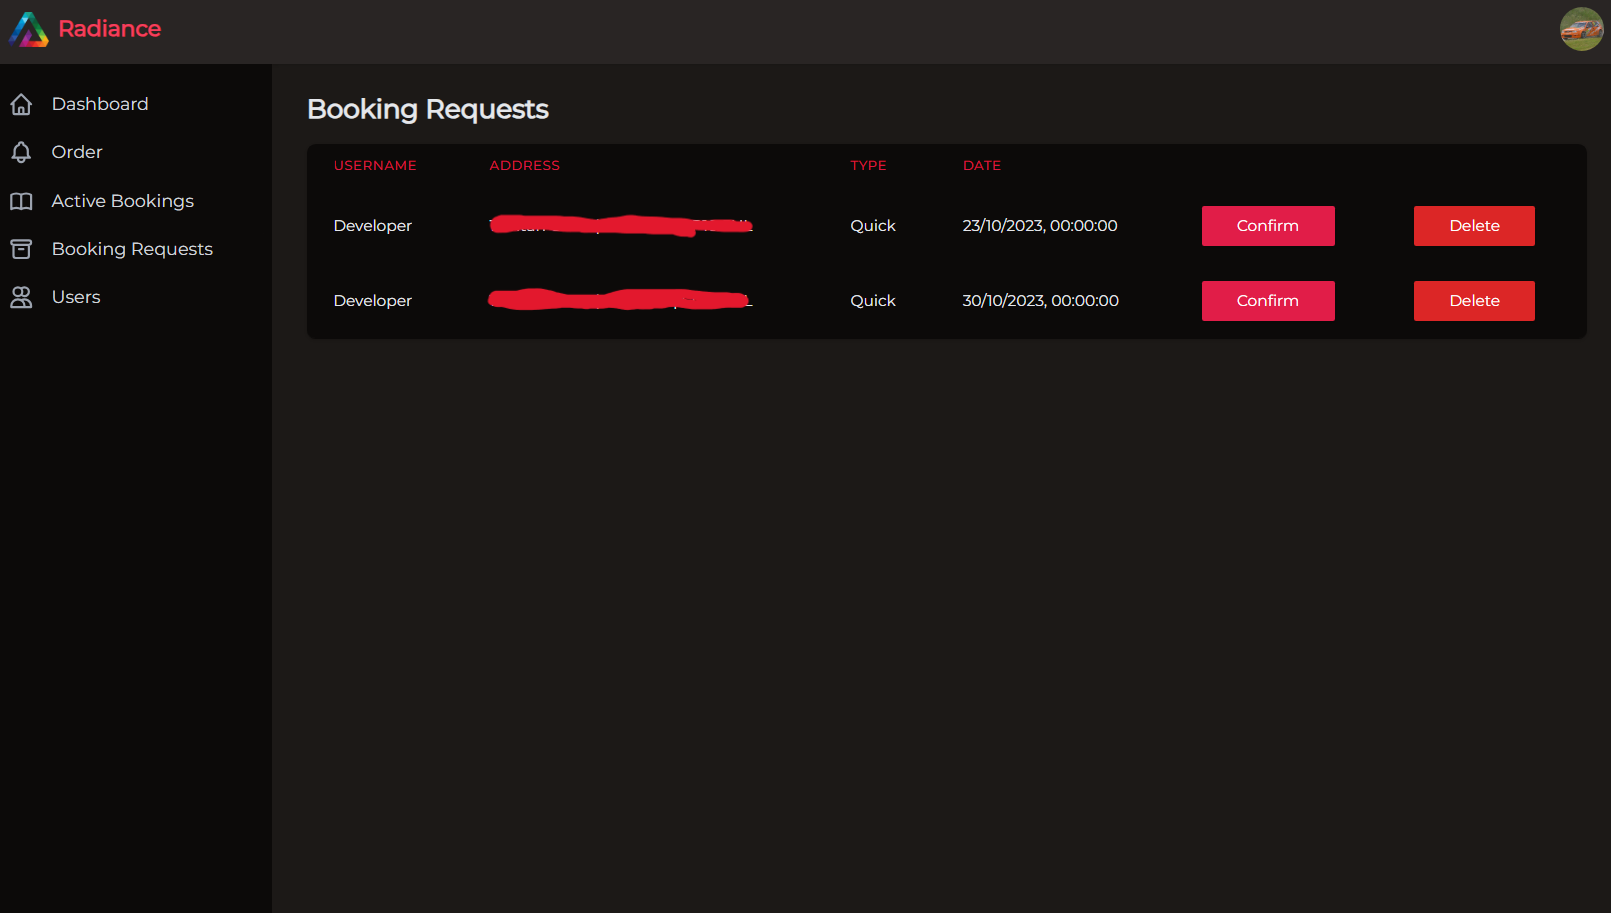 Radiance
Dashboard
Order
Active Bookings
Booking Requests
Users
Booking Requests
USERNAME ADDRESS TYPE DATE
Developer Quick 23/10/2023, 00:00:00 Confirm Delete
Developer Quick 30/10/2023, 00:00:00 Confirm Delete